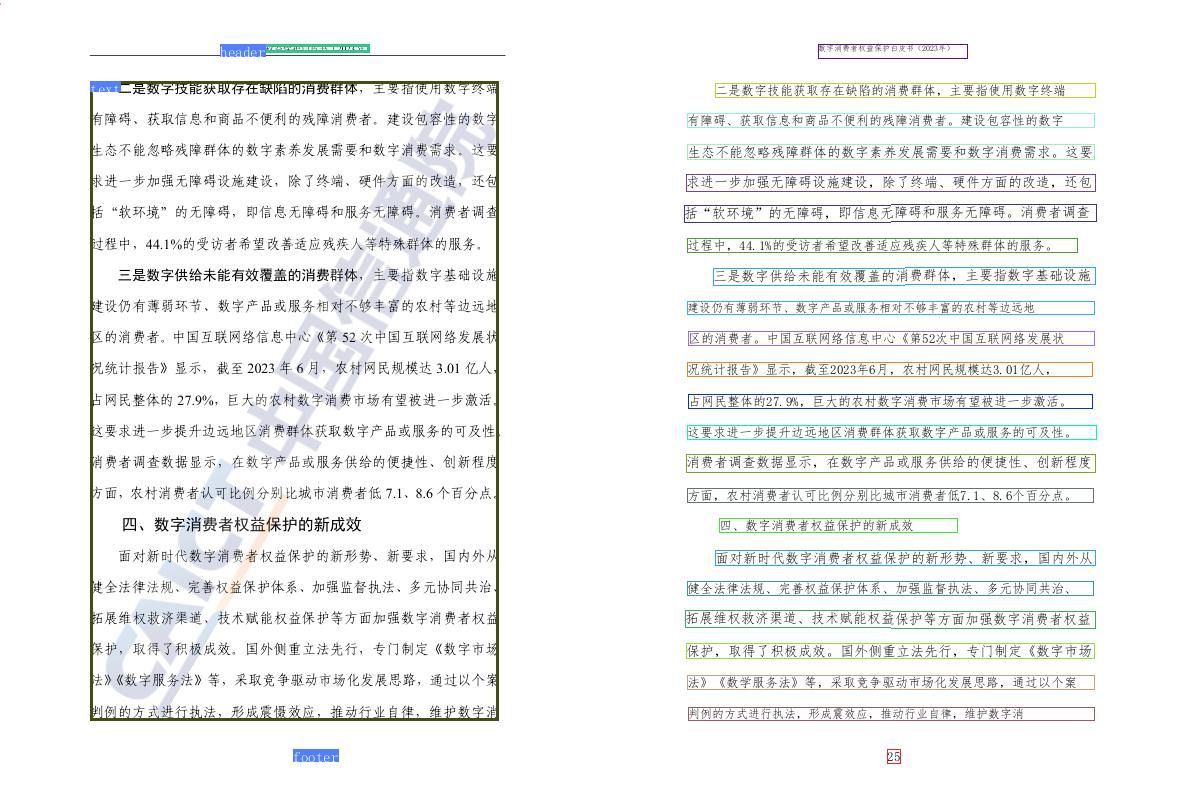 header
text
二是数字技能获取存在缺陷的消费群体，主要指使用数字终端
有障碍、获取信息和商品不便利的残障消费者。建设包容性的数字
生态不能忽略残障群体的数字素养发展需要和数字消费需求。这要
求进一步加强无障碍设施建设，除了终端、硬件方面的改造，还包
括“软环境”的无障碍，即信息无障碍和服务无障碍。消费者调查
过程中，44.1%的受访者希望改善适应残疾人等特殊群体的服务。
三是数字供给未能有效覆盖的消费群体，主要指数字基础设施
建设仍有薄弱环节、数字产品或服务相对不够丰富的农村等边远地
区的消费者。中国互联网络信息中心《第 52 次中国互联网络发展状
况统计报告》显示，截至 2023 年 6 月，农村网民规模达 3.01 亿人，
占网民整体的 27.9%，巨大的农村数字消费市场有望被进一步激活。
这要求进一步提升边远地区消费群体获取数字产品或服务的可及性。
消费者调查数据显示，在数字产品或服务供给的便捷性、创新程度
方面，农村消费者认可比例分别比城市消费者低 7.1、8.6 个百分点。
四、数字消费者权益保护的新成效
面对新时代数字消费者权益保护的新形势、新要求，国内外从
健全法律法规、完善权益保护体系、加强监督执法、多元协同共治、
拓展维权救济渠道、技术赋能权益保护等方面加强数字消费者权益
保护，取得了积极成效。国外侧重立法先行，专门制定《数字市场
法》《数字服务法》等，采取竞争驱动市场化发展思路，通过以个案
判例的方式进行执法，形成震慑效应，推动行业自律，维护数字消
CAICT 中国信通院
footer
数字消费者权益保护白皮书（2023年）
二是数字技能获取存在缺陷的消费群体，主要指使用数字终端
有障碍、获取信息和商品不便利的残障消费者。建设包容性的数字
生态不能忽略残障群体的数字素养发展需要和数字消费需求。这要
求进一步加强无障碍设施建设，除了终端、硬件方面的改造，还包
括“软环境”的无障碍，即信息无障碍和服务无障碍。消费者调查
过程中，44.1%的受访者希望改善适应残疾人等特殊群体的服务。
三是数字供给未能有效覆盖的消费群体，主要指数字基础设施
建设仍有薄弱环节、数字产品或服务相对不够丰富的农村等边远地
区的消费者。中国互联网络信息中心《第52次中国互联网络发展状
况统计报告》显示，截至2023年6月，农村网民规模达3.01亿人，
占网民整体的27.9%，巨大的农村数字消费市场有望被进一步激活。
这要求进一步提升边远地区消费群体获取数字产品或服务的可及性。
消费者调查数据显示，在数字产品或服务供给的便捷性、创新程度
方面，农村消费者认可比例分别比城市消费者低7.1、8.6个百分点。
四、数字消费者权益保护的新成效
面对新时代数字消费者权益保护的新形势、新要求，国内外从
健全法律法规、完善权益保护体系、加强监督执法、多元协同共治、
拓展维权救济渠道、技术赋能权益保护等方面加强数字消费者权益
保护，取得了积极成效。国外侧重立法先行，专门制定《数字市场
法》《数学服务法》等，采取竞争驱动市场化发展思路，通过以个案
判例的方式进行执法，形成震效应，推动行业自律，维护数字消
25